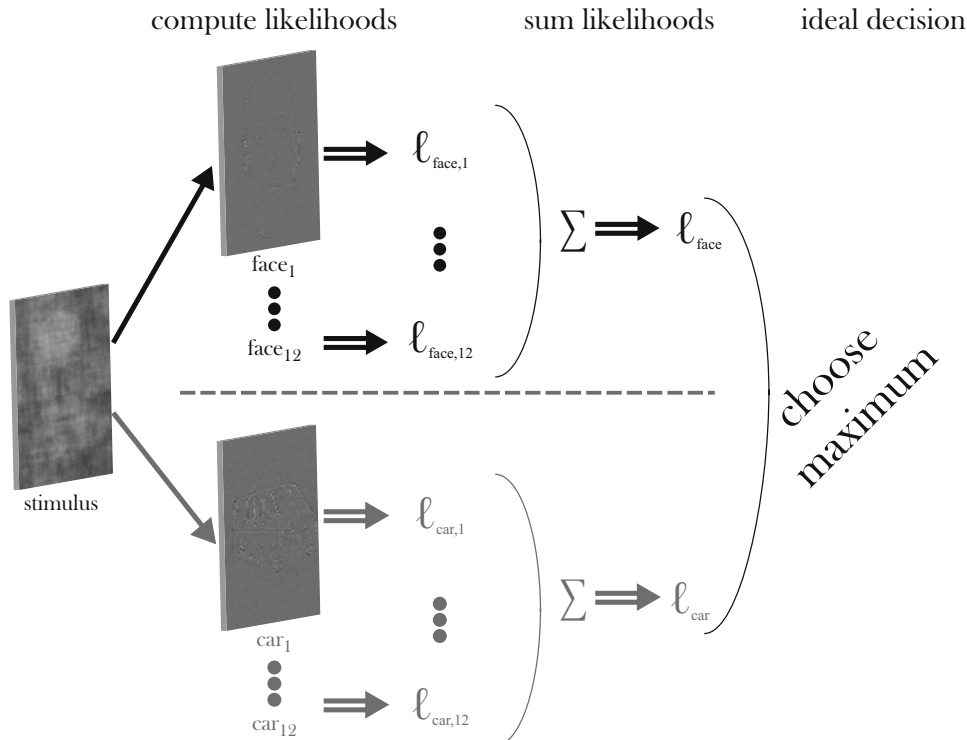 compute likelihoods
sum likelihoods
ideal decision
ℓface,1
face1
face12
ℓface,12
Σ
ℓface
stimulus
choose
maximum
ℓcar,1
car1
car12
ℓcar,12
Σ
ℓcar